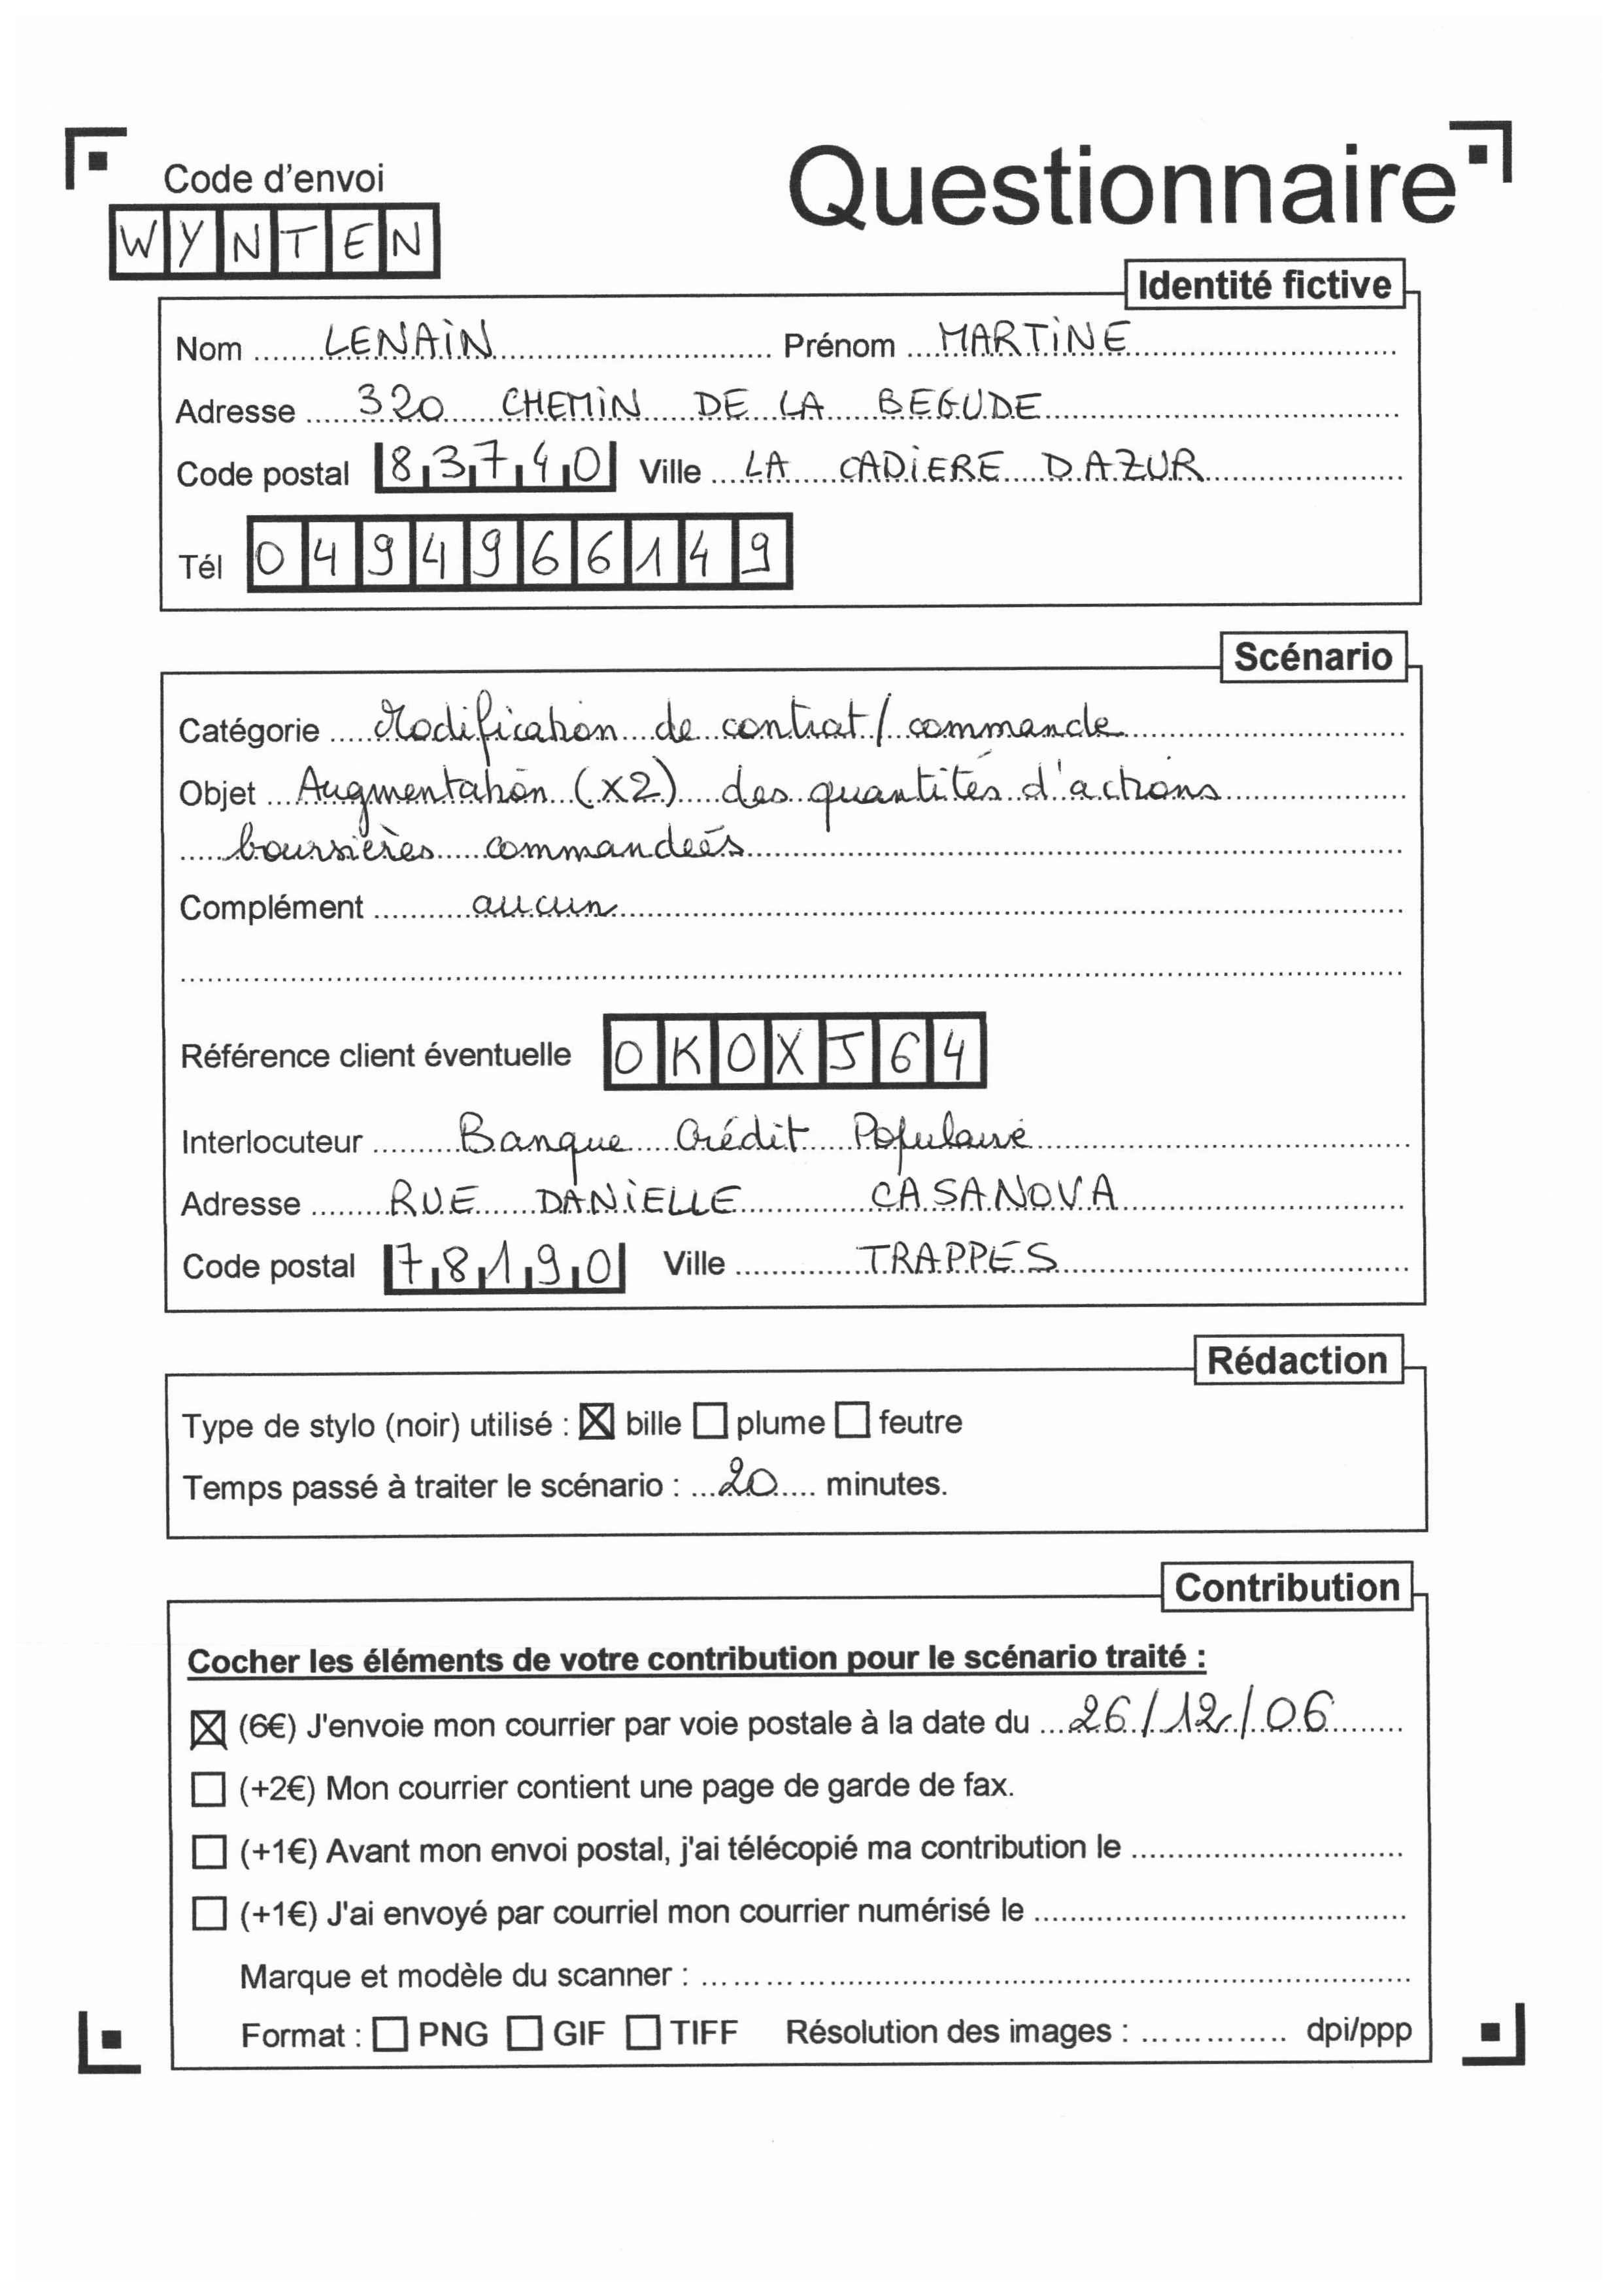 Code d'envoi
Questionnaire
WYNTEN
Identité fictive
Nom ....... LENAIN ....... Prénom .... MARTINE
Adresse ..... 320 CHEMIN DE LA BEGUDE
Code postal 83740 Ville .... LA CADIERE DAZUR
Tél 0494966149
Scénario
Catégorie .... Modification de contrat / commande
Objet ... Augmentation (x2) des quantités d'actions
boursières commandeés
Complément .......... aucun
Référence client éventuelle OKOXJ64
Interlocuteur ........ Banque Crédit Populaire
Adresse ....... RUE DANIELLE CASANOVA
Code postal 78190 Ville ........... TRAPPES
Rédaction
Type de stylo (noir) utilisé : ☒ bille ☐ plume ☐ feutre
Temps passé à traiter le scénario : ... 20 .... minutes.
Contribution
Cocher les éléments de votre contribution pour le scénario traité :
☒ (6€) J'envoie mon courrier par voie postale à la date du ... 26/12/06
☐ (+2€) Mon courrier contient une page de garde de fax.
☐ (+1€) Avant mon envoi postal, j'ai télécopié ma contribution le ..........
☐ (+1€) J'ai envoyé par courriel mon courrier numérisé le ..........
Marque et modèle du scanner : ..........
Format : ☐ PNG ☐ GIF ☐ TIFF Résolution des images : .............. dpi/ppp